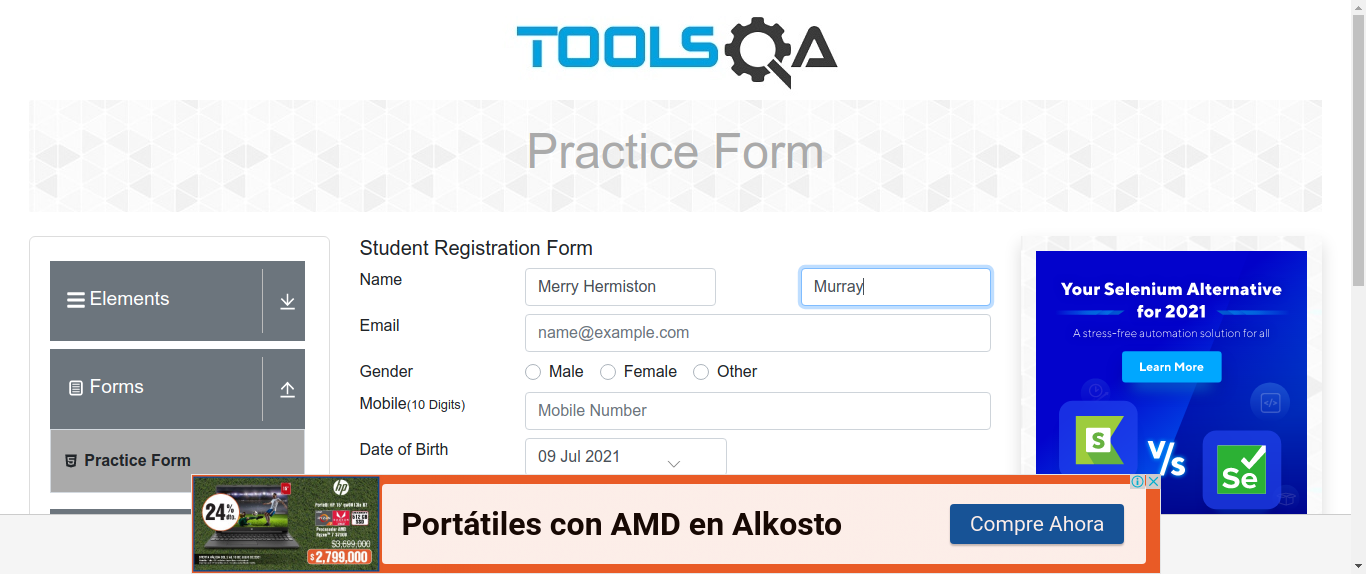 TOOLSQA
Practice Form
Elements
Forms
Practice Form
Student Registration Form
Name
Merry Hermiston
Murray
Email
name@example.com
Gender
Male
Female
Other
Mobile(10 Digits)
Mobile Number
Date of Birth
09 Jul 2021
Your Selenium Alternative
for 2021
A stress-free automation solution for all
Learn More
S
V/s
Se
24%
dto.
hp
$3,699,000
$2,799,000
Portátiles con AMD en Alkosto
Compre Ahora